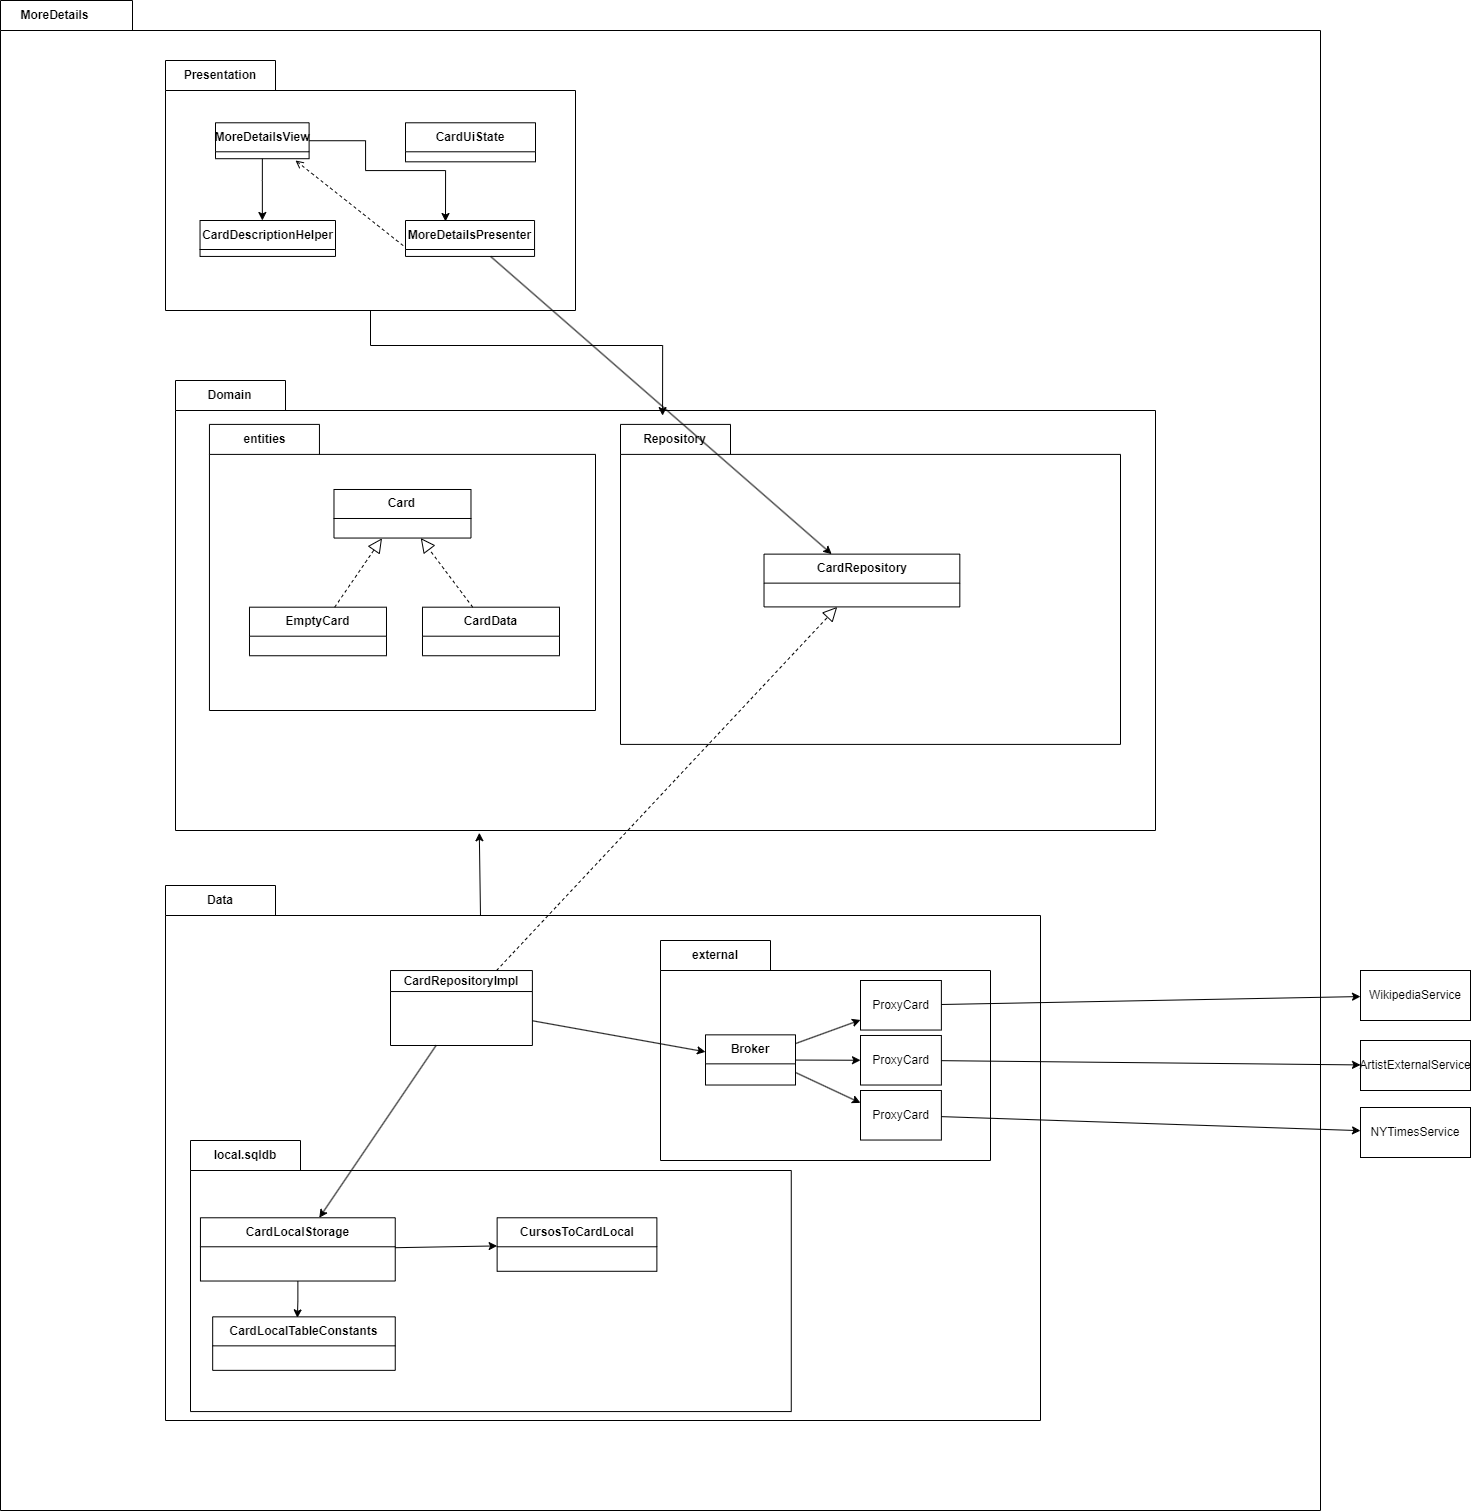 MoreDetails
Presentation
MoreDetailsView
CardUiState
CardDescriptionHelper
MoreDetailsPresenter
Domain
entities
Repository
Card
CardRepository
EmptyCard
CardData
Data
external
CardRepositoryImpl
ProxyCard
WikipediaService
Broker
ProxyCard
ArtistExternalService
ProxyCard
NYTimesService
local.sqldb
CardLocalStorage
CursosToCardLocal
CardLocalTableConstants